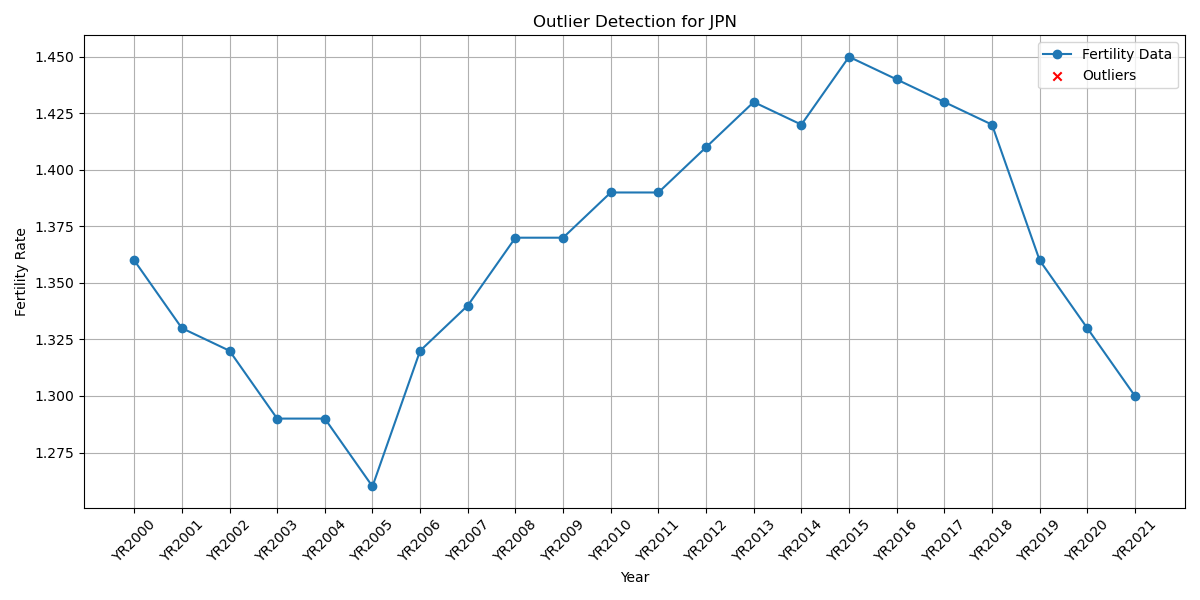 Outlier Detection for JPN
Fertility Data
Outliers
Fertility Rate
1.450
1.425
1.400
1.375
1.350
1.325
1.300
1.275
YR2000
YR2001
YR2002
YR2003
YR2004
YR2005
YR2006
YR2007
YR2008
YR2009
YR2010
YR2011
YR2012
YR2013
YR2014
YR2015
YR2016
YR2017
YR2018
YR2019
YR2020
YR2021
Year